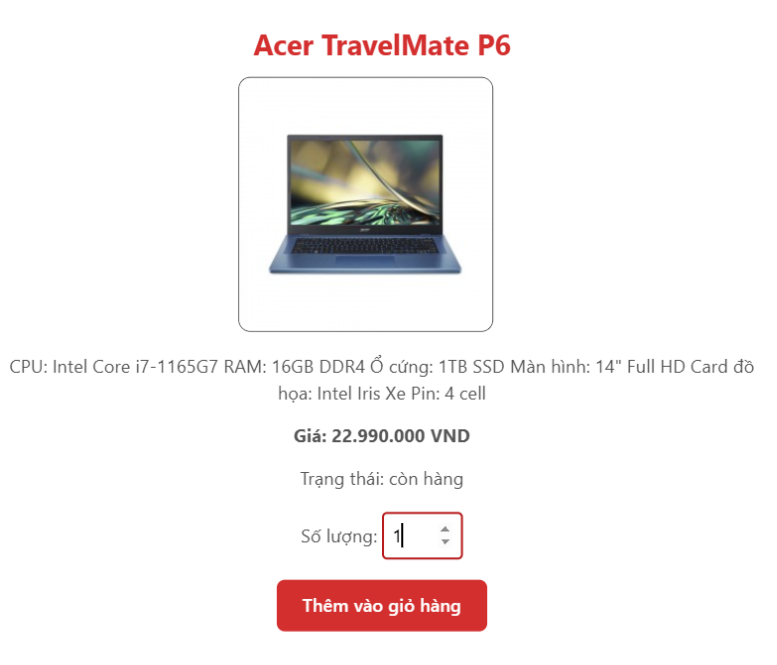 Acer TravelMate P6
acer
CPU: Intel Core i7-1165G7 RAM: 16GB DDR4 Ổ cứng: 1TB SSD Màn hình: 14" Full HD Card đồ
họa: Intel Iris Xe Pin: 4 cell
Giá: 22.990.000 VND
Trạng thái: còn hàng
Số lượng: 1
Thêm vào giỏ hàng